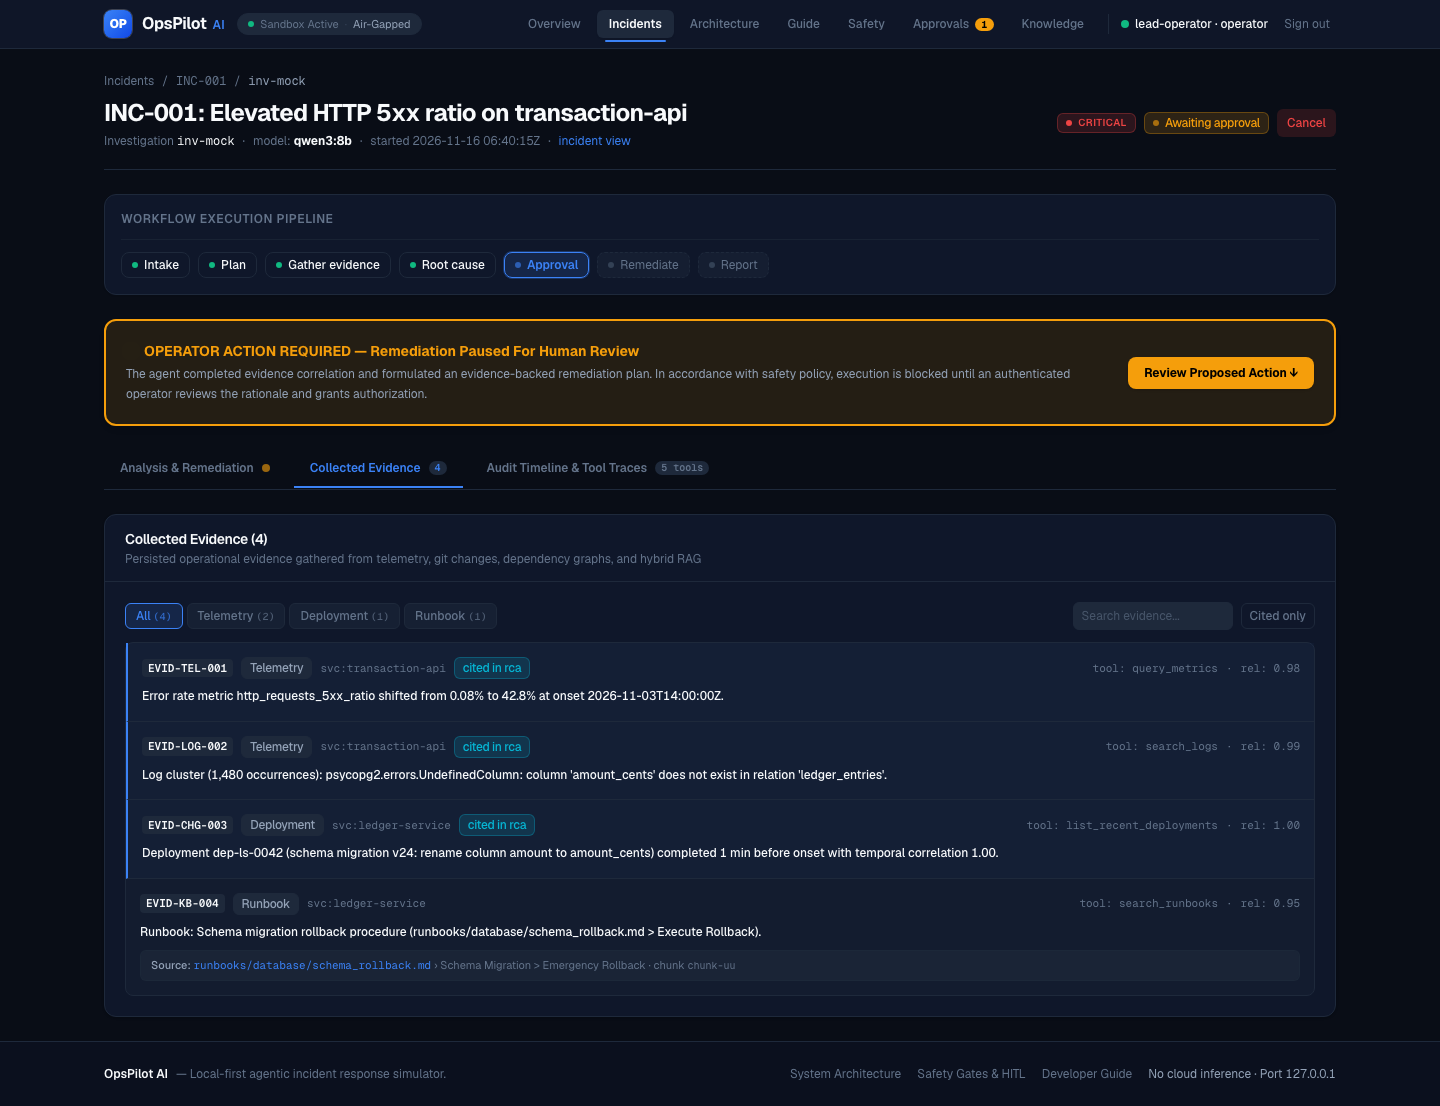 OP OpsPilot AI Sandbox Active · Air-Gapped Overview Incidents Architecture Guide Safety Approvals 1 Knowledge lead-operator · operator Sign out
Incidents / INC-001 / inv-mock
INC-001: Elevated HTTP 5xx ratio on transaction-api
CRITICAL Awaiting approval Cancel
Investigation inv-mock · model: qwen3:8b · started 2026-11-16 06:40:15Z · incident view
WORKFLOW EXECUTION PIPELINE
Intake Plan Gather evidence Root cause Approval Remediate Report
OPERATOR ACTION REQUIRED — Remediation Paused For Human Review
The agent completed evidence correlation and formulated an evidence-backed remediation plan. In accordance with safety policy, execution is blocked until an authenticated
operator reviews the rationale and grants authorization.
Review Proposed Action ↓
Analysis & Remediation Collected Evidence 4 Audit Timeline & Tool Traces 5 tools
Collected Evidence (4)
Persisted operational evidence gathered from telemetry, git changes, dependency graphs, and hybrid RAG
All (4) Telemetry (2) Deployment (1) Runbook (1) Search evidence... Cited only
EVID-TEL-001 Telemetry svc:transaction-api cited in rca tool: query_metrics · rel: 0.98
Error rate metric http_requests_5xx_ratio shifted from 0.08% to 42.8% at onset 2026-11-03T14:00:00Z.
EVID-LOG-002 Telemetry svc:transaction-api cited in rca tool: search_logs · rel: 0.99
Log cluster (1,480 occurrences): psycopg2.errors.UndefinedColumn: column 'amount_cents' does not exist in relation 'ledger_entries'.
EVID-CHG-003 Deployment svc:ledger-service cited in rca tool: list_recent_deployments · rel: 1.00
Deployment dep-ls-0042 (schema migration v24: rename column amount to amount_cents) completed 1 min before onset with temporal correlation 1.00.
EVID-KB-004 Runbook svc:ledger-service tool: search_runbooks · rel: 0.95
Runbook: Schema migration rollback procedure (runbooks/database/schema_rollback.md > Execute Rollback).
Source: runbooks/database/schema_rollback.md › Schema Migration > Emergency Rollback · chunk chunk-uu
OpsPilot AI — Local-first agentic incident response simulator. System Architecture Safety Gates & HITL Developer Guide No cloud inference · Port 127.0.0.1